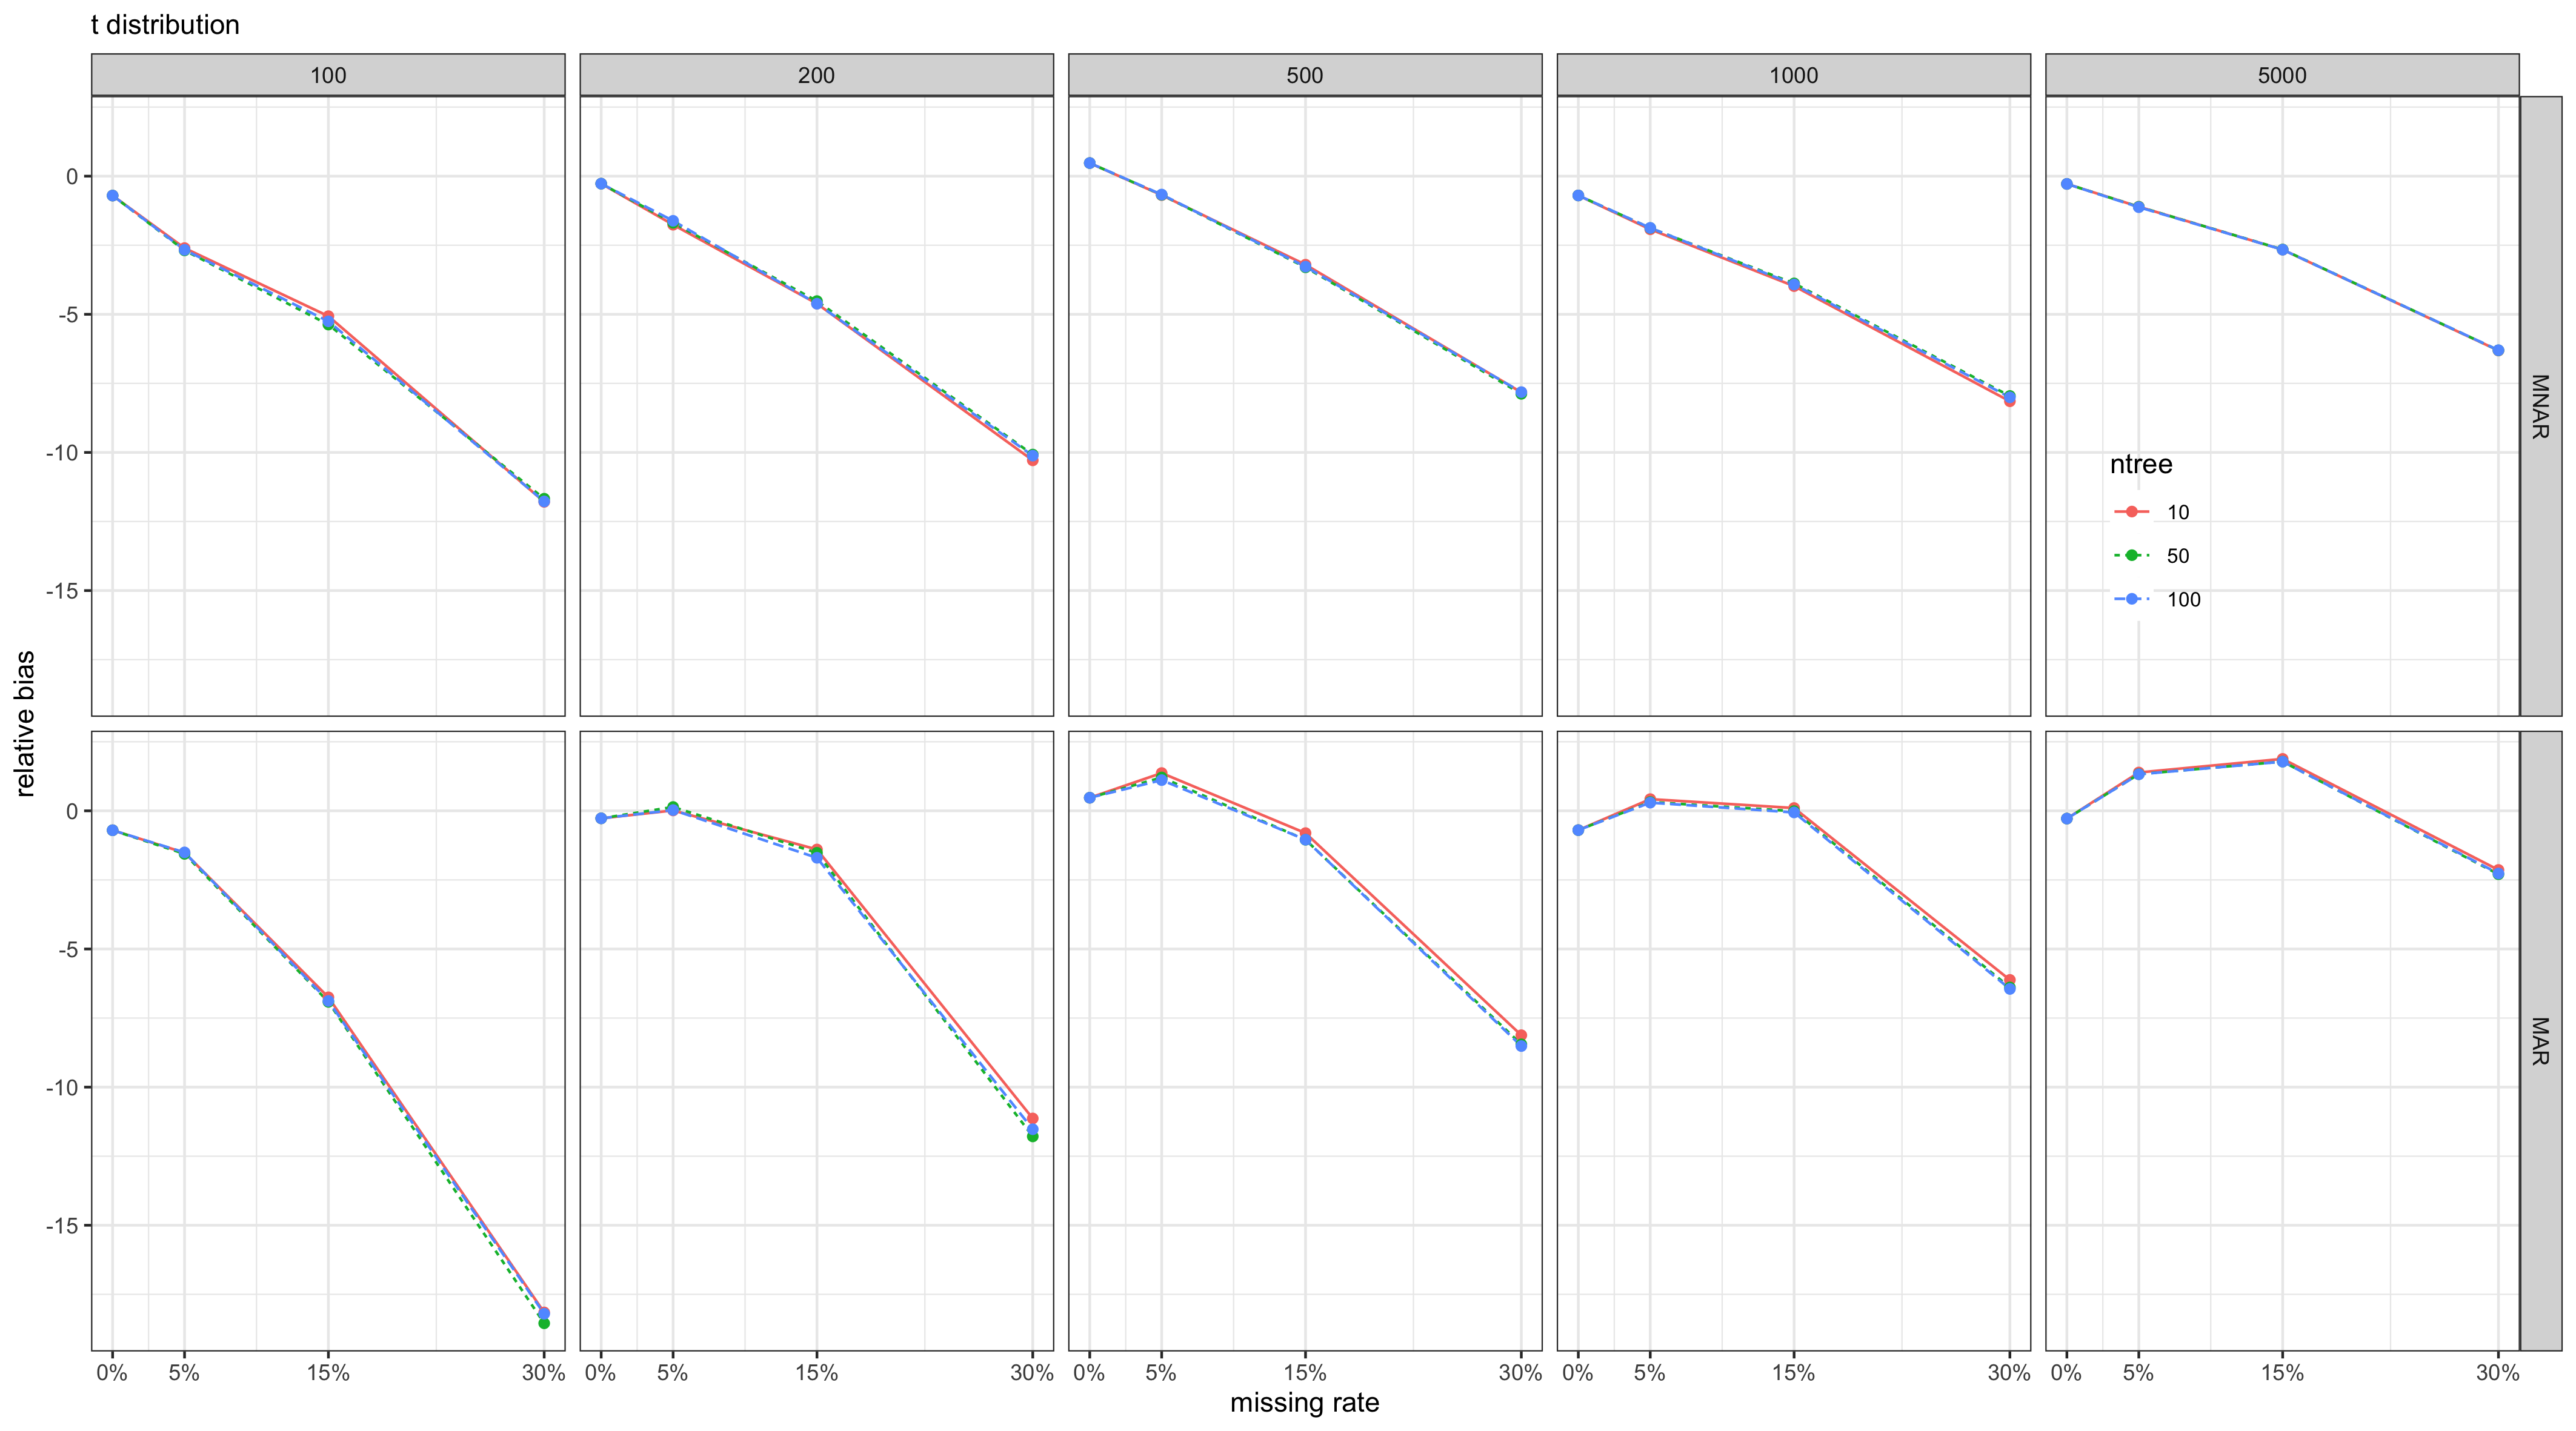 t distribution
100 200 500 1000 5000
0
-5
-10
-15
MNAR
ntree
10
50
100
relative bias
0
-5
-10
-15
MAR
0% 5% 15% 30% 0% 5% 15% 30% 0% 5% 15% 30% 0% 5% 15% 30% 0% 5% 15% 30%
missing rate